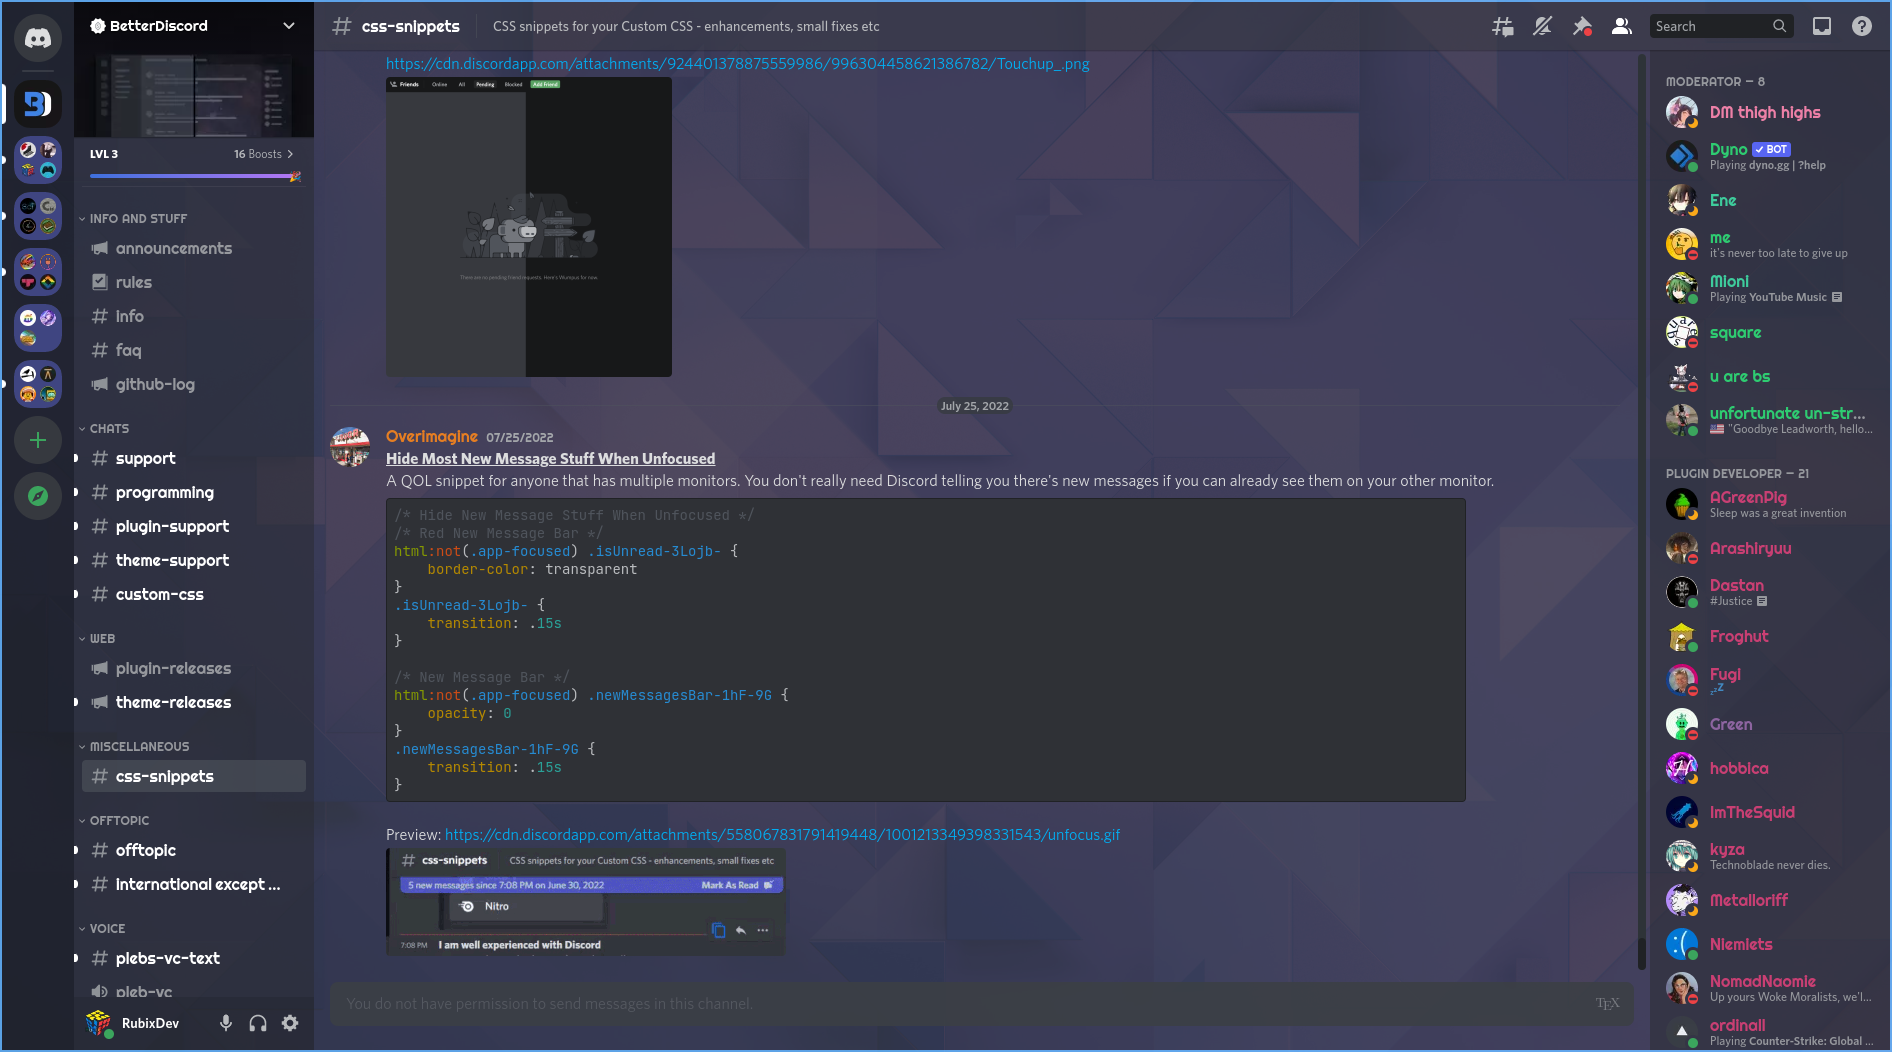 BetterDiscord
LVL 3
16 Boosts
INFO AND STUFF
announcements
rules
info
faq
github-log
CHATS
support
programming
plugin-support
theme-support
custom-css
WEB
plugin-releases
theme-releases
MISCELLANEOUS
css-snippets
OFFTOPIC
offtopic
international except ...
VOICE
plebs-vc-text
pleb-vc
RubixDev
css-snippets
CSS snippets for your Custom CSS - enhancements, small fixes etc
Search
https://cdn.discordapp.com/attachments/924401378875559986/996304458621386782/Touchup_.png
Friends Online All Pending Blocked Add Friend
There are no pending friend requests. Here's Wumpus for now.
July 25, 2022
Overimagine 07/25/2022
Hide Most New Message Stuff When Unfocused
A QOL snippet for anyone that has multiple monitors. You don't really need Discord telling you there's new messages if you can already see them on your other monitor.
/* Hide New Message Stuff When Unfocused */
/* Red New Message Bar */
html:not(.app-focused) .isUnread-3Lojb- {
    border-color: transparent
}
.isUnread-3Lojb- {
    transition: .15s
}
/* New Message Bar */
html:not(.app-focused) .newMessagesBar-1hF-9G {
    opacity: 0
}
.newMessagesBar-1hF-9G {
    transition: .15s
}
Preview: https://cdn.discordapp.com/attachments/558067831791419448/1001213349398331543/unfocus.gif
css-snippets CSS snippets for your Custom CSS - enhancements, small fixes etc
5 new messages since 7:08 PM on June 30, 2022 Mark As Read
Nitro
7:08 PM I am well experienced with Discord
You do not have permission to send messages in this channel.
TEX
MODERATOR — 8
DM thigh highs
Dyno BOT
Playing dyno.gg | ?help
Ene
me
it's never too late to give up
Mioni
Playing YouTube Music
square
u are bs
unfortunate un-str...
"Goodbye Leadworth, hello...
PLUGIN DEVELOPER — 21
AGreenPig
Sleep was a great invention
Arashiryuu
Dastan
#Justice
Froghut
Fugi
zzZ
Green
hobbica
ImTheSquid
kyza
Technoblade never dies.
Metalloriff
Niemiets
NomadNaomie
Up yours Woke Moralists, we'l...
ordinall
Playing Counter-Strike: Global ...